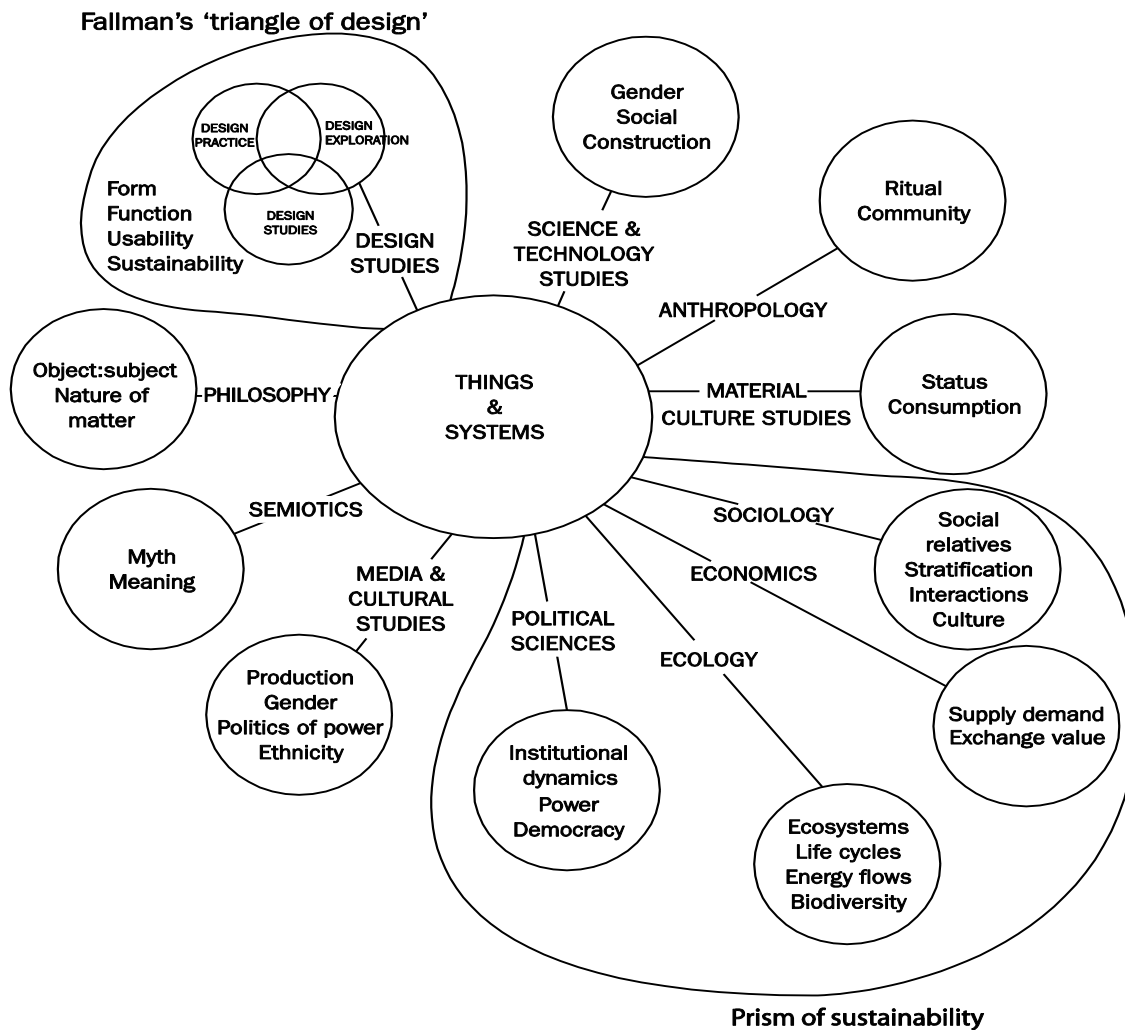 Fallman's 'triangle of design'
DESIGN
PRACTICE
DESIGN
EXPLORATION
DESIGN
STUDIES
Form
Function
Usability
Sustainability
DESIGN
STUDIES
Gender
Social
Construction
SCIENCE &
TECHNOLOGY
STUDIES
Ritual
Community
ANTHROPOLOGY
Object:subject
Nature of
matter
PHILOSOPHY
THINGS
&
SYSTEMS
MATERIAL
CULTURE STUDIES
Status
Consumption
SEMIOTICS
Myth
Meaning
MEDIA &
CULTURAL
STUDIES
Production
Gender
Politics of power
Ethnicity
POLITICAL
SCIENCES
Institutional
dynamics
Power
Democracy
SOCIOLOGY
Social
relatives
Stratification
Interactions
Culture
ECONOMICS
Supply demand
Exchange value
ECOLOGY
Ecosystems
Life cycles
Energy flows
Biodiversity
Prism of sustainability